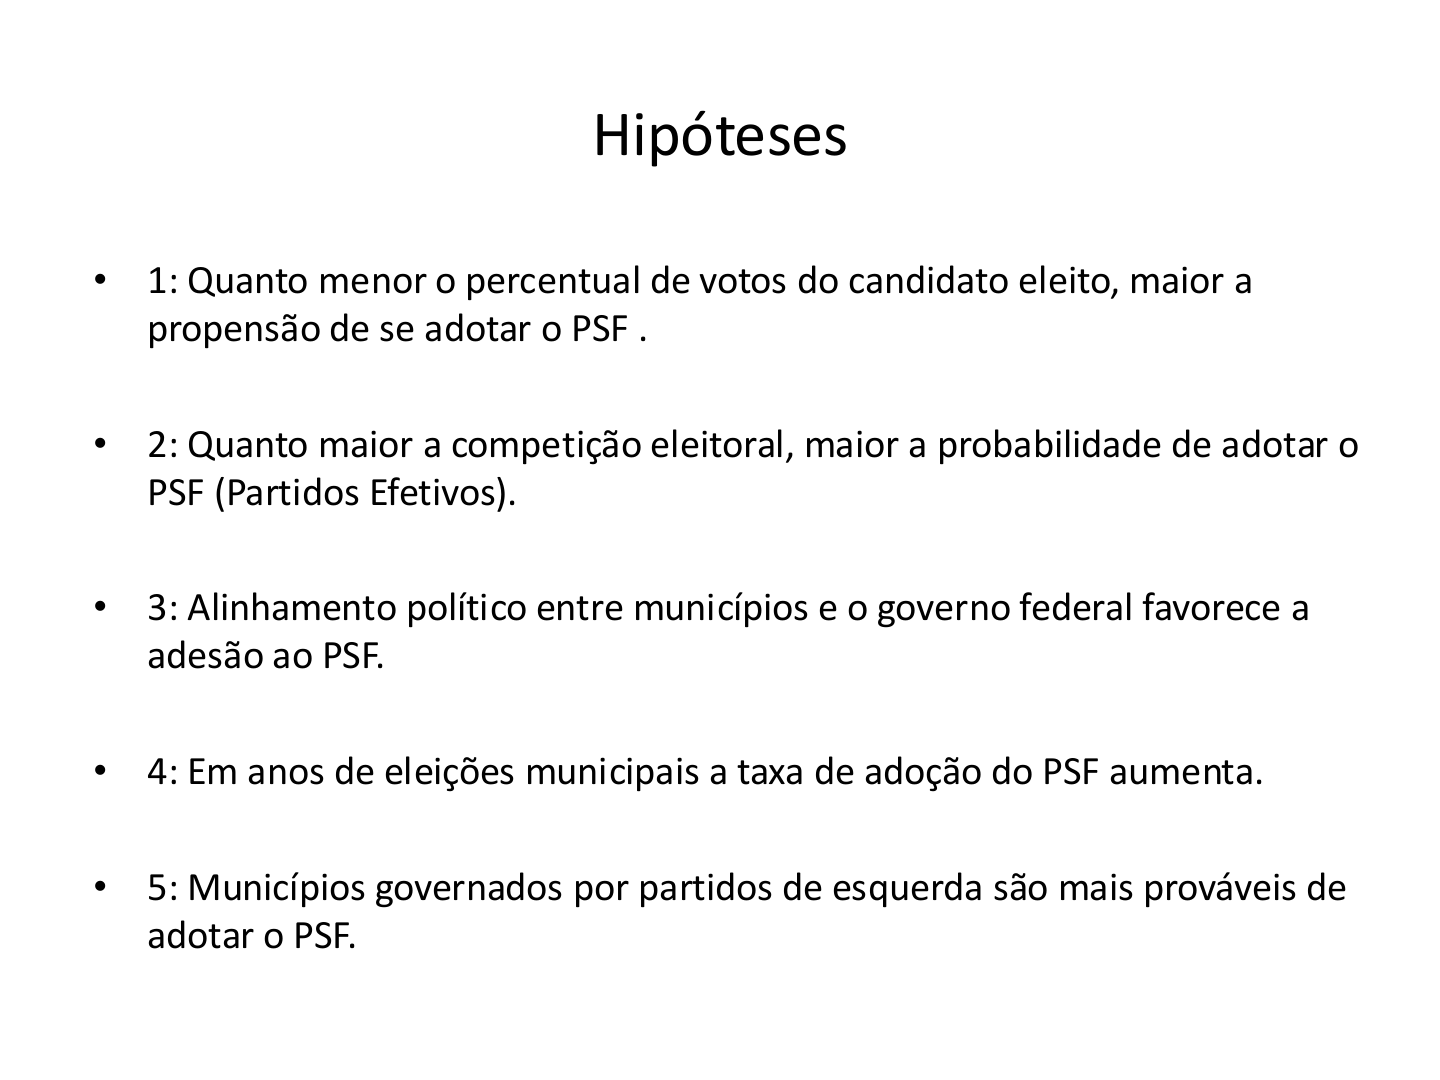 Hipóteses
• 1: Quanto menor o percentual de votos do candidato eleito, maior a
propensão de se adotar o PSF .
• 2: Quanto maior a competição eleitoral, maior a probabilidade de adotar o
PSF (Partidos Efetivos).
• 3: Alinhamento político entre municípios e o governo federal favorece a
adesão ao PSF.
• 4: Em anos de eleições municipais a taxa de adoção do PSF aumenta.
• 5: Municípios governados por partidos de esquerda são mais prováveis de
adotar o PSF.